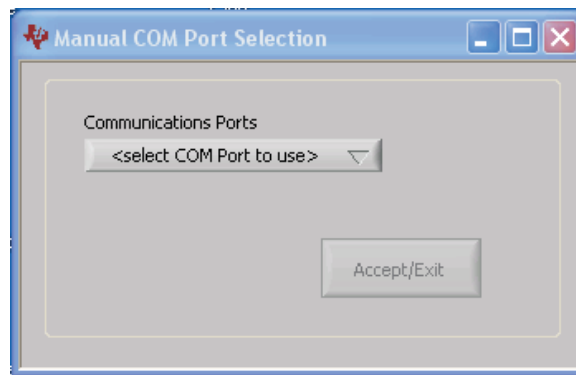 Manual COM Port Selection
Communications Ports
<select COM Port to use>
Accept/Exit